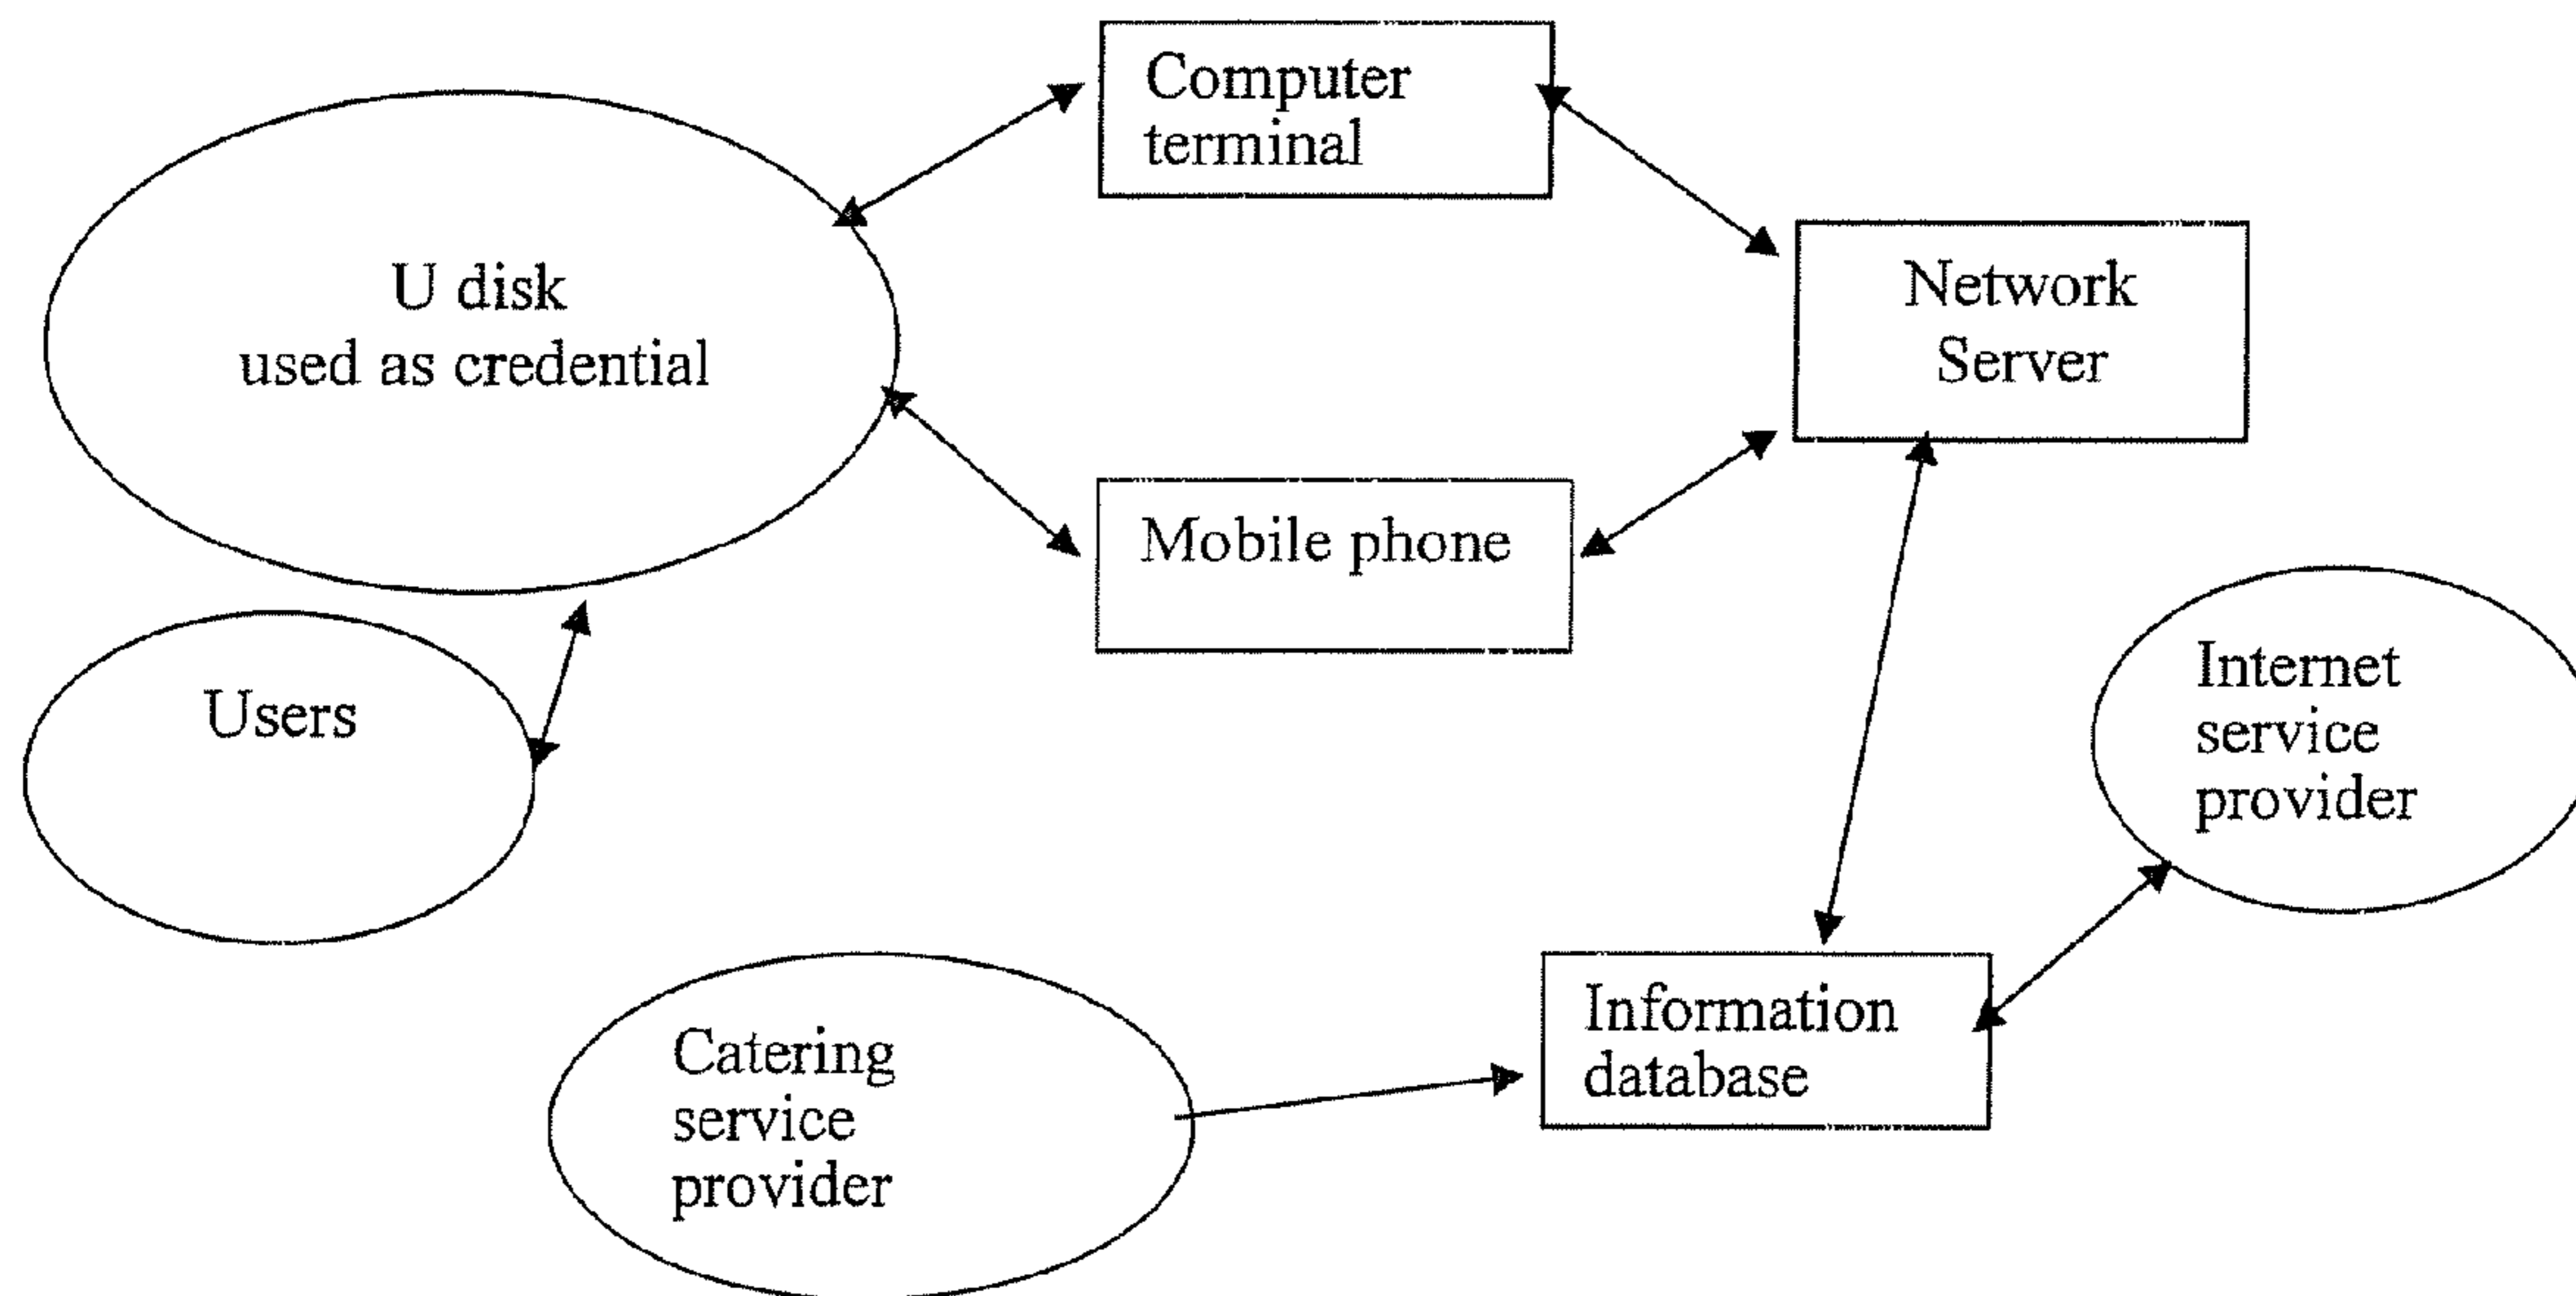 Computer
terminal
U disk
used as credential
Network
Server
Mobile phone
Users
Internet
service
provider
Information
database
Catering
service
provider